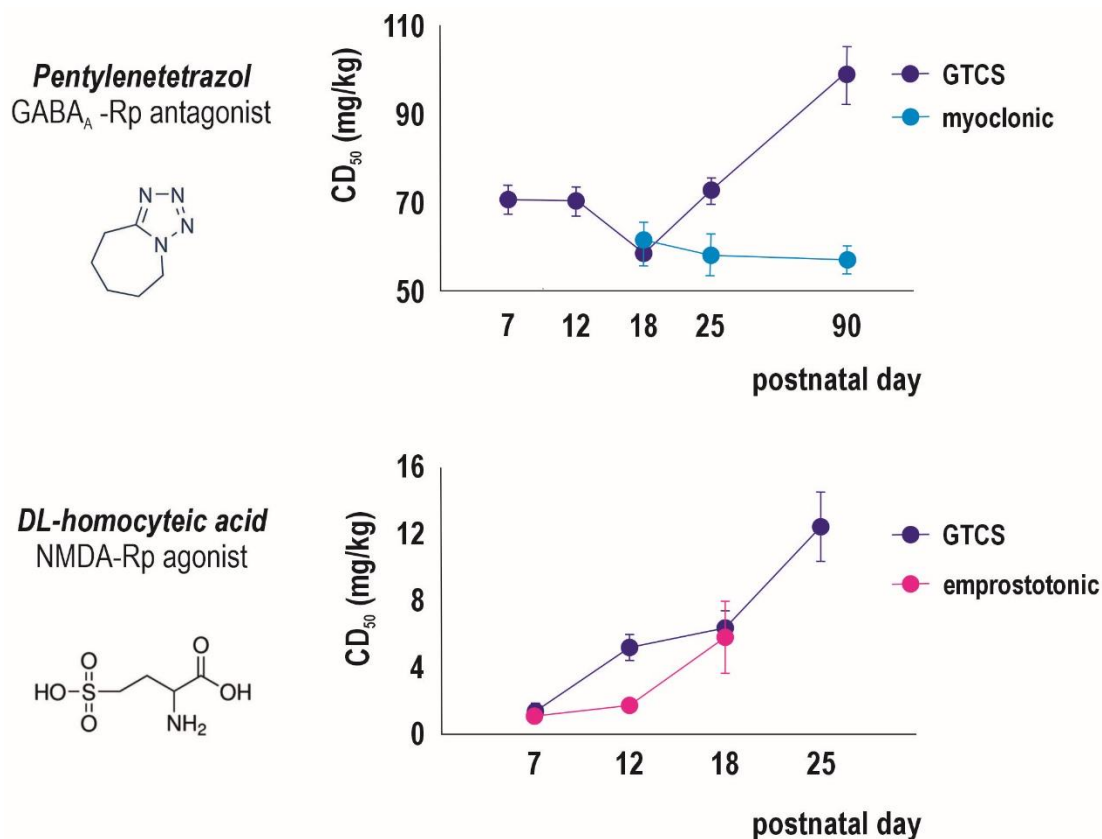 Pentylenetetrazol
GABAA -Rp antagonist
N
N
N
N
CD50 (mg/kg)
110
90
70
50
7 12 18 25 90
postnatal day
GTCS
myoclonic
DL-homocyteic acid
NMDA-Rp agonist
O
HO
S
O
O
OH
NH2
CD50 (mg/kg)
16
12
8
4
0
7 12 18 25
postnatal day
GTCS
emprostotonic